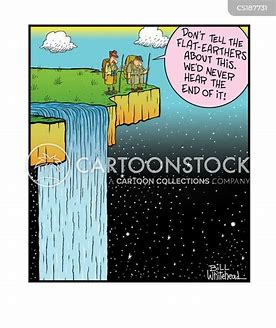 CS187731
DON'T TELL THE
FLAT-EARTHERS
ABOUT THIS.
WE'D NEVER
HEAR THE
END OF IT!
CARTOONSTOCK
A CARTOON COLLECTIONS COMPANY
BiLL
Whitehead